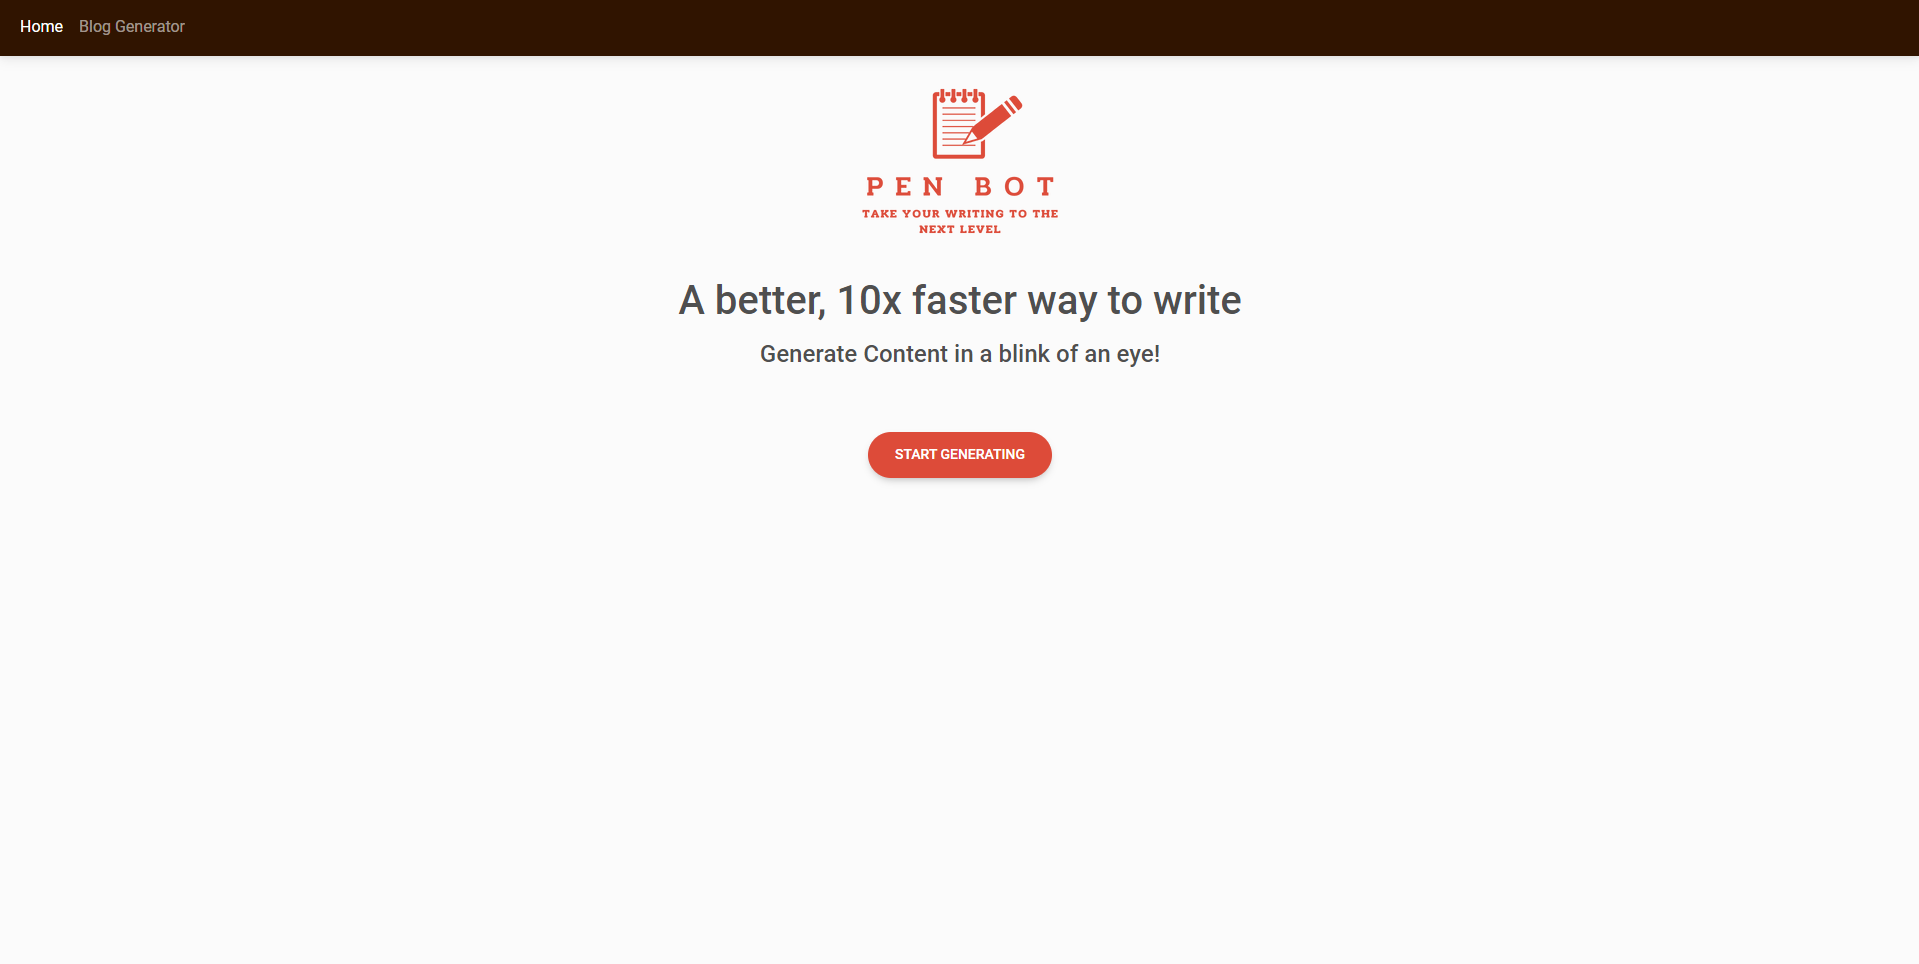 Home Blog Generator
PEN BOT
TAKE YOUR WRITING TO THE
NEXT LEVEL
A better, 10x faster way to write
Generate Content in a blink of an eye!
START GENERATING